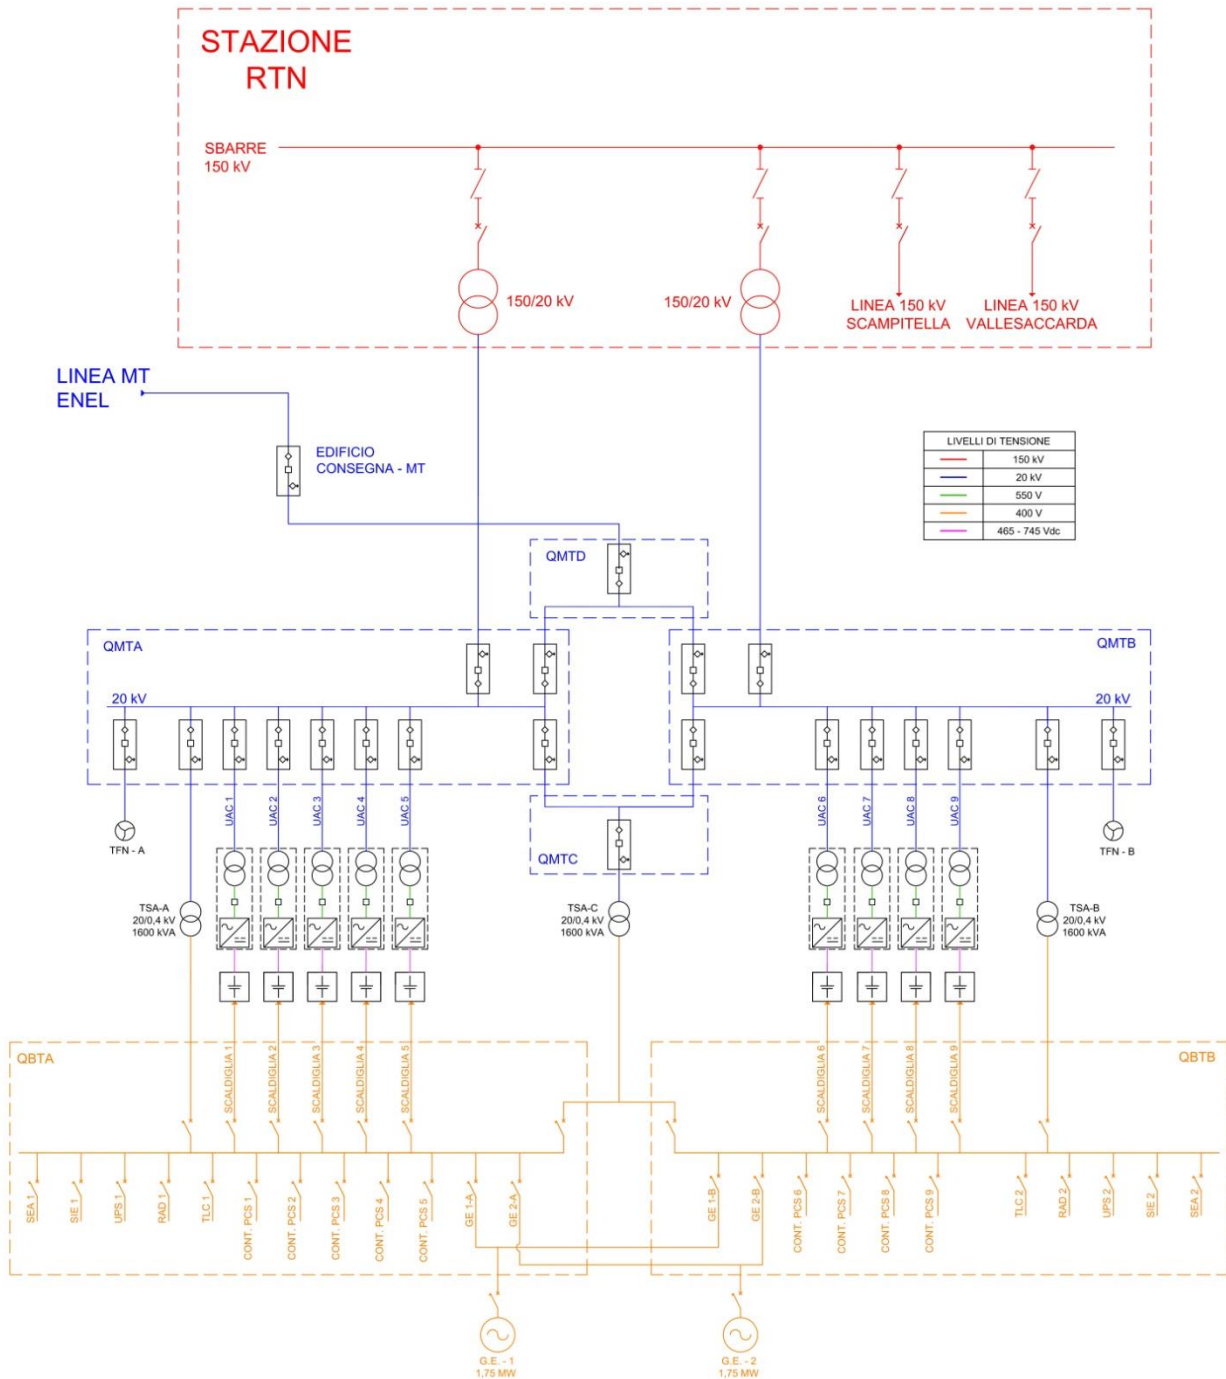 STAZIONE
RTN
SBARRE
150 kV
150/20 kV
150/20 kV
LINEA 150 kV
SCAMPITELLA
LINEA 150 kV
VALLESACCARDA
LINEA MT
ENEL
EDIFICIO
CONSEGNA - MT
LIVELLI DI TENSIONE
150 kV
20 kV
550 V
400 V
465 - 745 Vdc
QMTD
QMTA
QMTB
20 kV
20 kV
UAC 1
UAC 2
UAC 3
UAC 4
UAC 5
UAC 6
UAC 7
UAC 8
UAC 9
TFN - A
QMTC
TFN - B
TSA-A
20/0,4 kV
1600 kVA
TSA-C
20/0,4 kV
1600 kVA
TSA-B
20/0,4 kV
1600 kVA
QBTA
SCALDIGLIA 1
SCALDIGLIA 2
SCALDIGLIA 3
SCALDIGLIA 4
SCALDIGLIA 5
SCALDIGLIA 6
SCALDIGLIA 7
SCALDIGLIA 8
SCALDIGLIA 9
QBTB
SEA 1
SIE 1
UPS 1
RAD 1
TLC 1
CONT. PCS 1
CONT. PCS 2
CONT. PCS 3
CONT. PCS 4
CONT. PCS 5
GE 1-A
GE 2-A
GE 1-B
GE 2-B
CONT. PCS 6
CONT. PCS 7
CONT. PCS 8
CONT. PCS 9
TLC 2
RAD 2
UPS 2
SIE 2
SEA 2
G.E. - 1
1,75 MW
G.E. - 2
1,75 MW